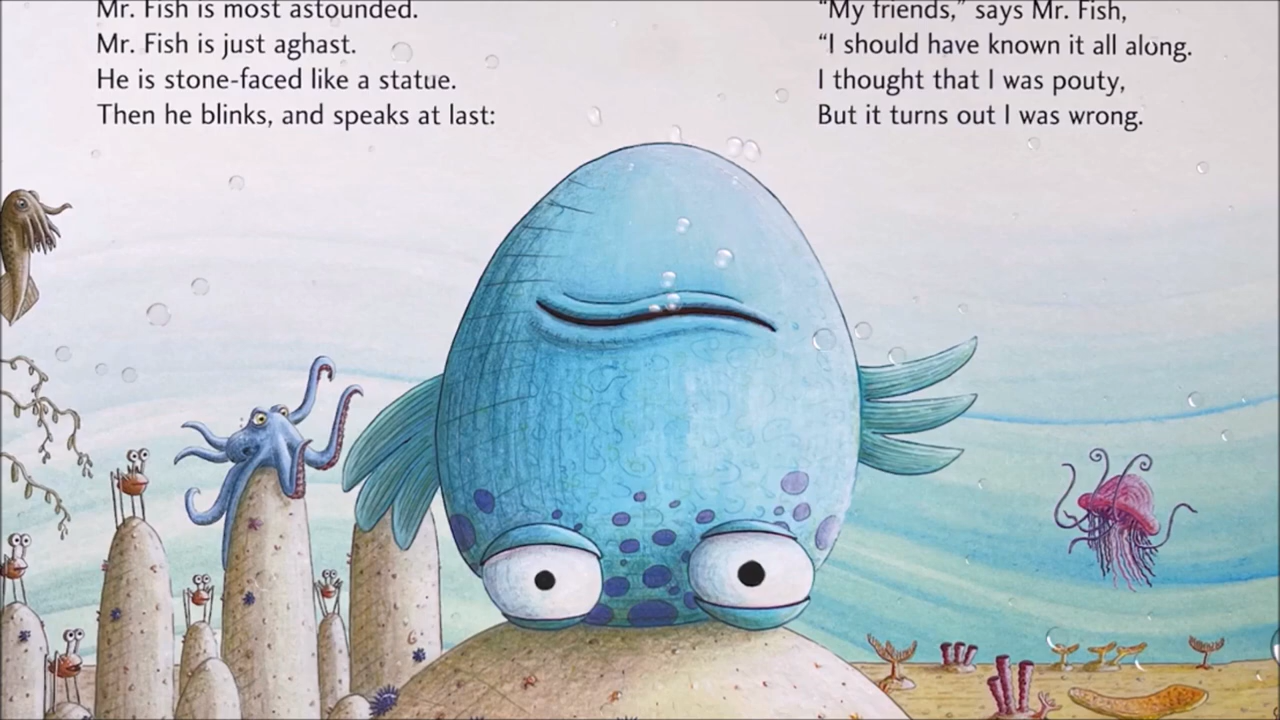 Mr. Fish is most astounded.
Mr. Fish is just aghast.
He is stone-faced like a statue.
Then he blinks, and speaks at last:
“My friends,” says Mr. Fish,
“I should have known it all along.
I thought that I was pouty,
But it turns out I was wrong.